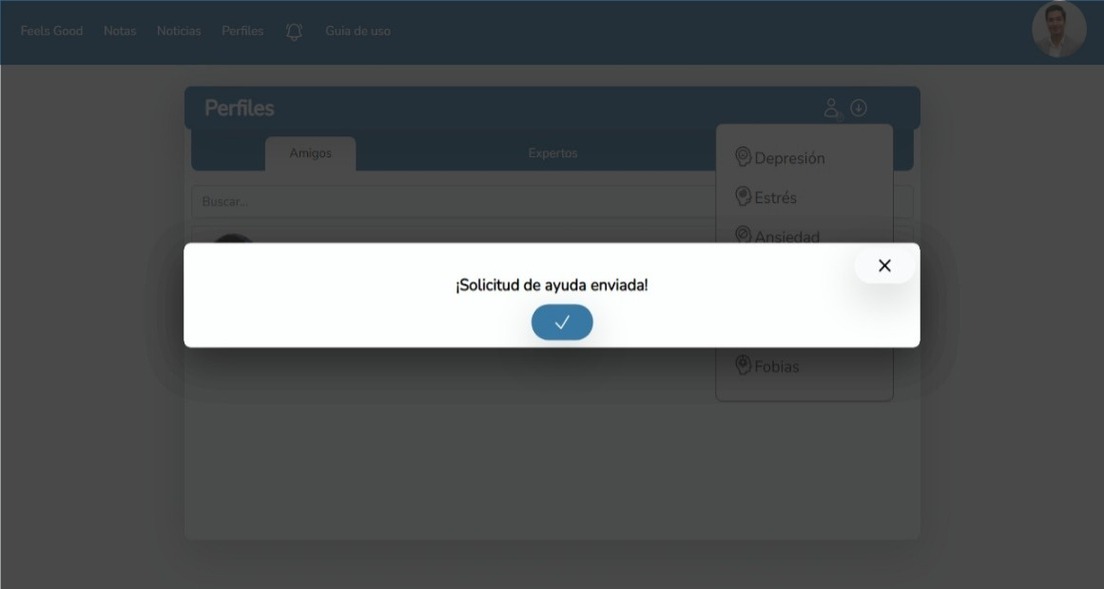 Feels Good Notas Noticias Perfiles Guia de uso
Perfiles
Amigos Expertos
Depresión
Buscar...
Estrés
Ansiedad
¡Solicitud de ayuda enviada!
Fobias